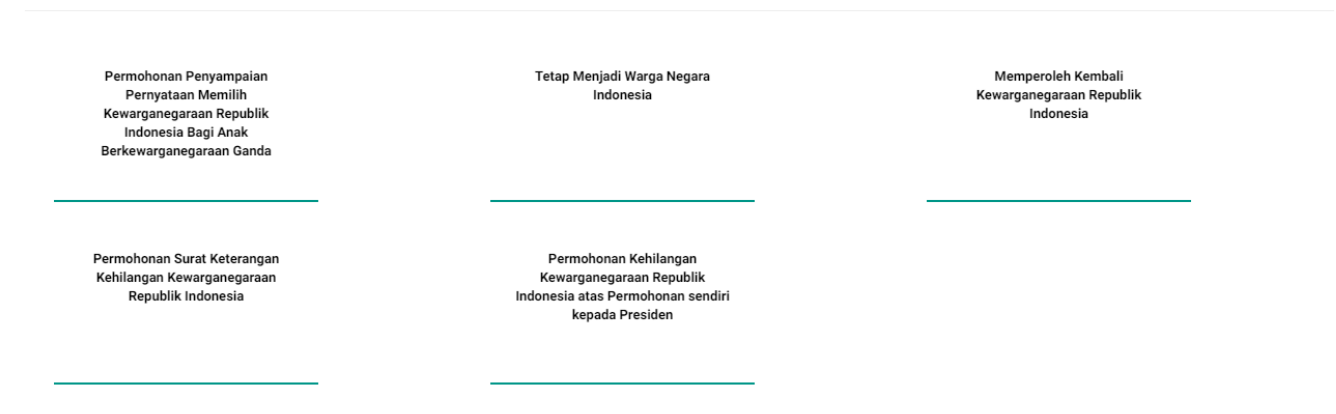 Permohonan Penyampaian
Pernyataan Memilih
Kewarganegaraan Republik
Indonesia Bagi Anak
Berkewarganegaraan Ganda
Tetap Menjadi Warga Negara
Indonesia
Memperoleh Kembali
Kewarganegaraan Republik
Indonesia
Permohonan Surat Keterangan
Kehilangan Kewarganegaraan
Republik Indonesia
Permohonan Kehilangan
Kewarganegaraan Republik
Indonesia atas Permohonan sendiri
kepada Presiden